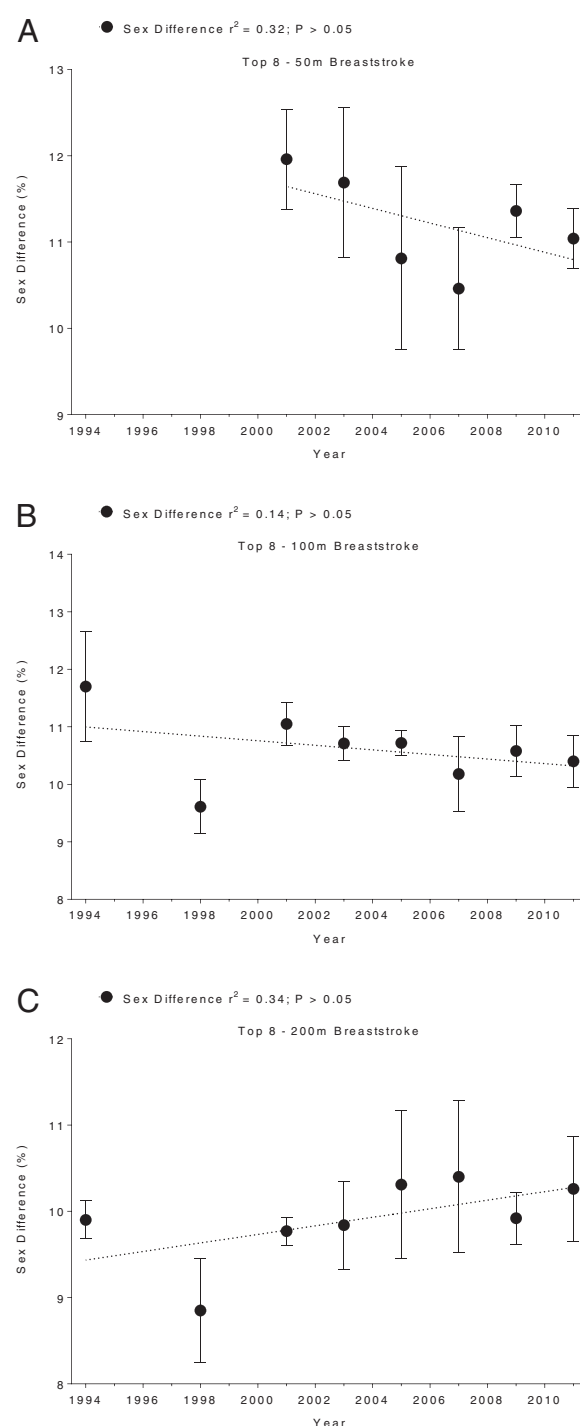 A
Sex Difference r² = 0.32; P > 0.05
Top 8 - 50m Breaststroke
13
12
11
10
9
Sex Difference (%)
1994 1996 1998 2000 2002 2004 2006 2008 2010
Year
B
Sex Difference r² = 0.14; P > 0.05
Top 8 - 100m Breaststroke
14
13
12
11
10
9
8
Sex Difference (%)
1994 1996 1998 2000 2002 2004 2006 2008 2010
Year
C
Sex Difference r² = 0.34; P > 0.05
Top 8 - 200m Breaststroke
12
11
10
9
8
Sex Difference (%)
1994 1996 1998 2000 2002 2004 2006 2008 2010
Year